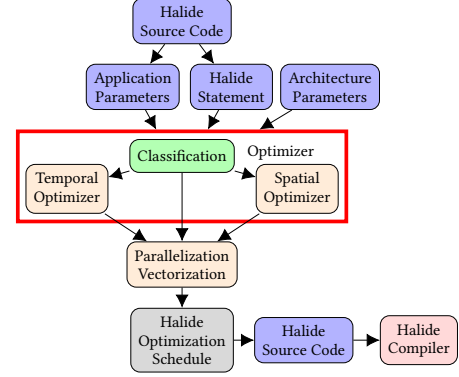 Halide
Source Code
Application
Parameters
Halide
Statement
Architecture
Parameters
Classification
Optimizer
Temporal
Optimizer
Spatial
Optimizer
Parallelization
Vectorization
Halide
Optimization
Schedule
Halide
Source Code
Halide
Compiler